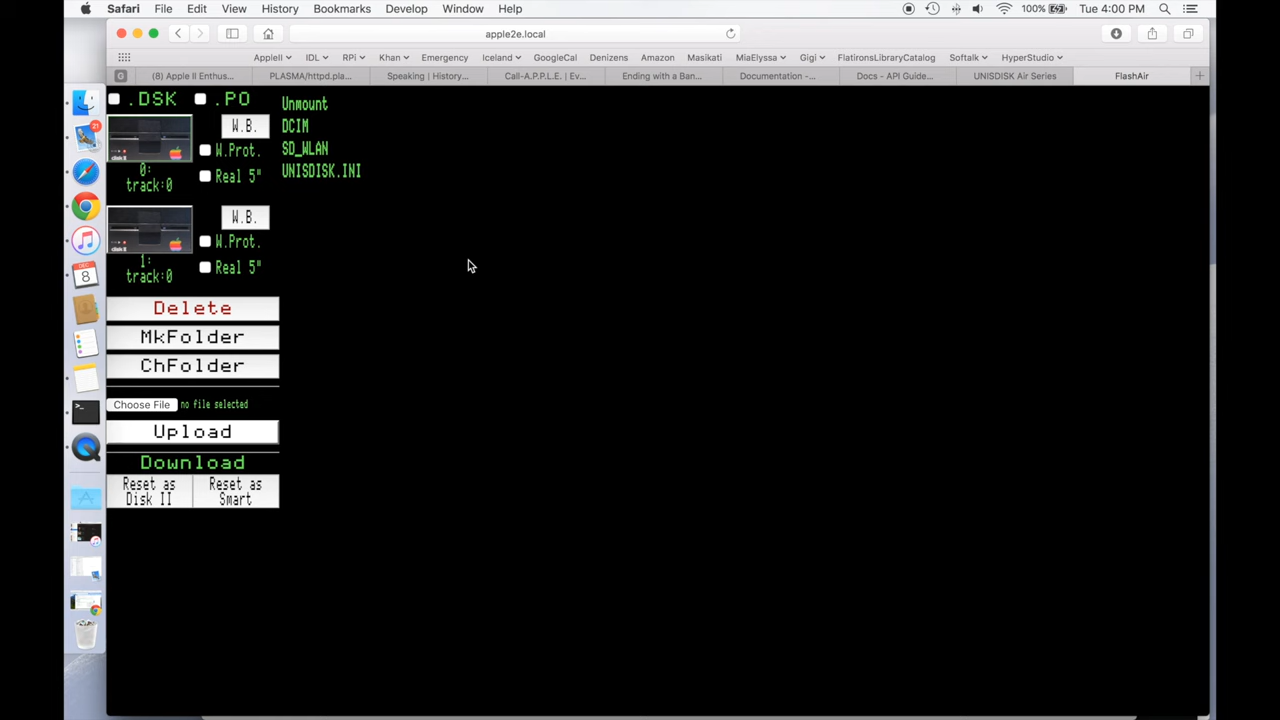 Safari File Edit View History Bookmarks Develop Window Help 100% Tue 4:00 PM
apple2e.local
AppleII IDL RPi Khan Emergency Iceland GoogleCal Denizens Amazon Masikati MiaElyssa Gigi FlatironsLibraryCatalog Softalk HyperStudio
G (8) Apple II Enthus... PLASMA/httpd.pla... Speaking | History... Call-A.P.P.L.E. | Ev... Ending with a Ban... Documentation -... Docs - API Guide... UNISDISK Air Series FlashAir +
.DSK .PO
Unmount
DCIM
SD_WLAN
UNISDISK.INI
W.B.
W.Prot.
Real 5"
0:
track:0
W.B.
W.Prot.
Real 5"
1:
track:0
Delete
MkFolder
ChFolder
Choose File no file selected
Upload
Download
Reset as
Disk II
Reset as
Smart
21
DEC
8